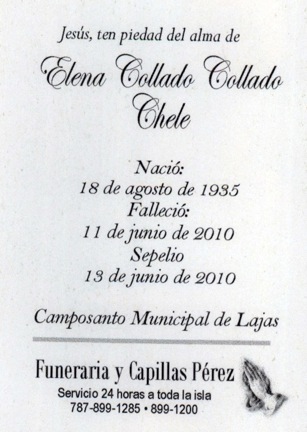 Jesús, ten piedad del alma de
Elena Collado Collado
Chele
Nació:
18 de agosto de 1935
Falleció:
11 de junio de 2010
Sepelio
13 de junio de 2010
Camposanto Municipal de Lajas
Funeraria y Capillas Pérez
Servicio 24 horas a toda la isla
787-899-1285 • 899-1200